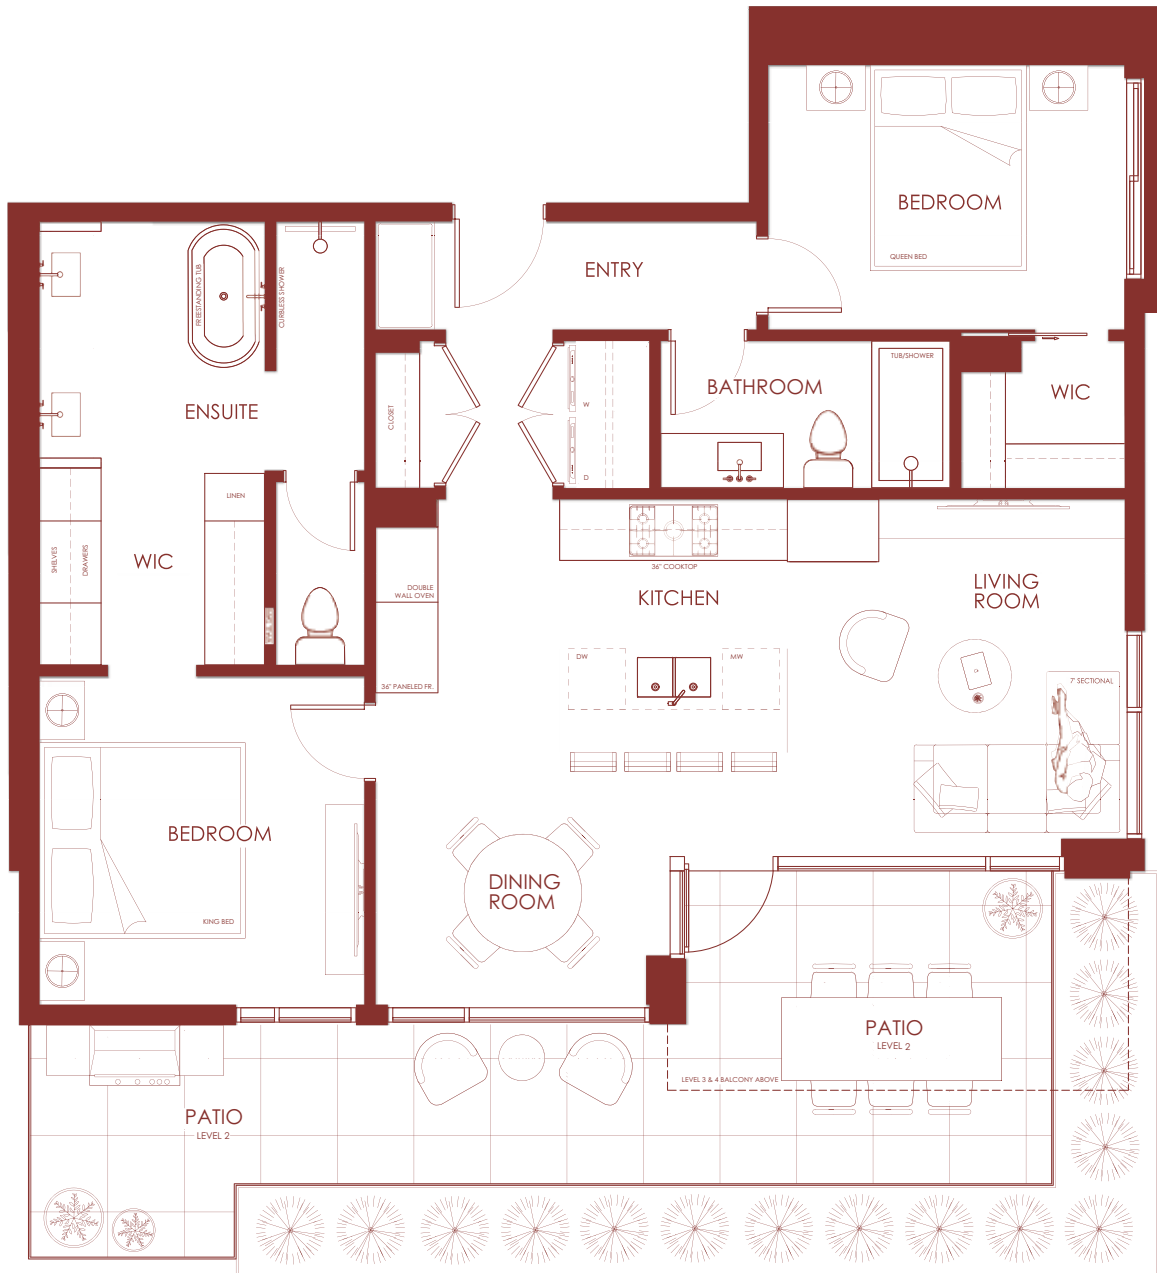 BEDROOM
QUEEN BED
ENTRY
FREESTANDING TUB
CURBLESS SHOWER
ENSUITE
CLOSET
W
D
BATHROOM
TUB/SHOWER
WIC
LINEN
SHELVES
DRAWERS
WIC
DOUBLE
WALL OVEN
36" PANELED FR.
36" COOKTOP
KITCHEN
DW
MW
LIVING
ROOM
7' SECTIONAL
BEDROOM
KING BED
DINING
ROOM
PATIO
LEVEL 2
LEVEL 3 & 4 BALCONY ABOVE
PATIO
LEVEL 2